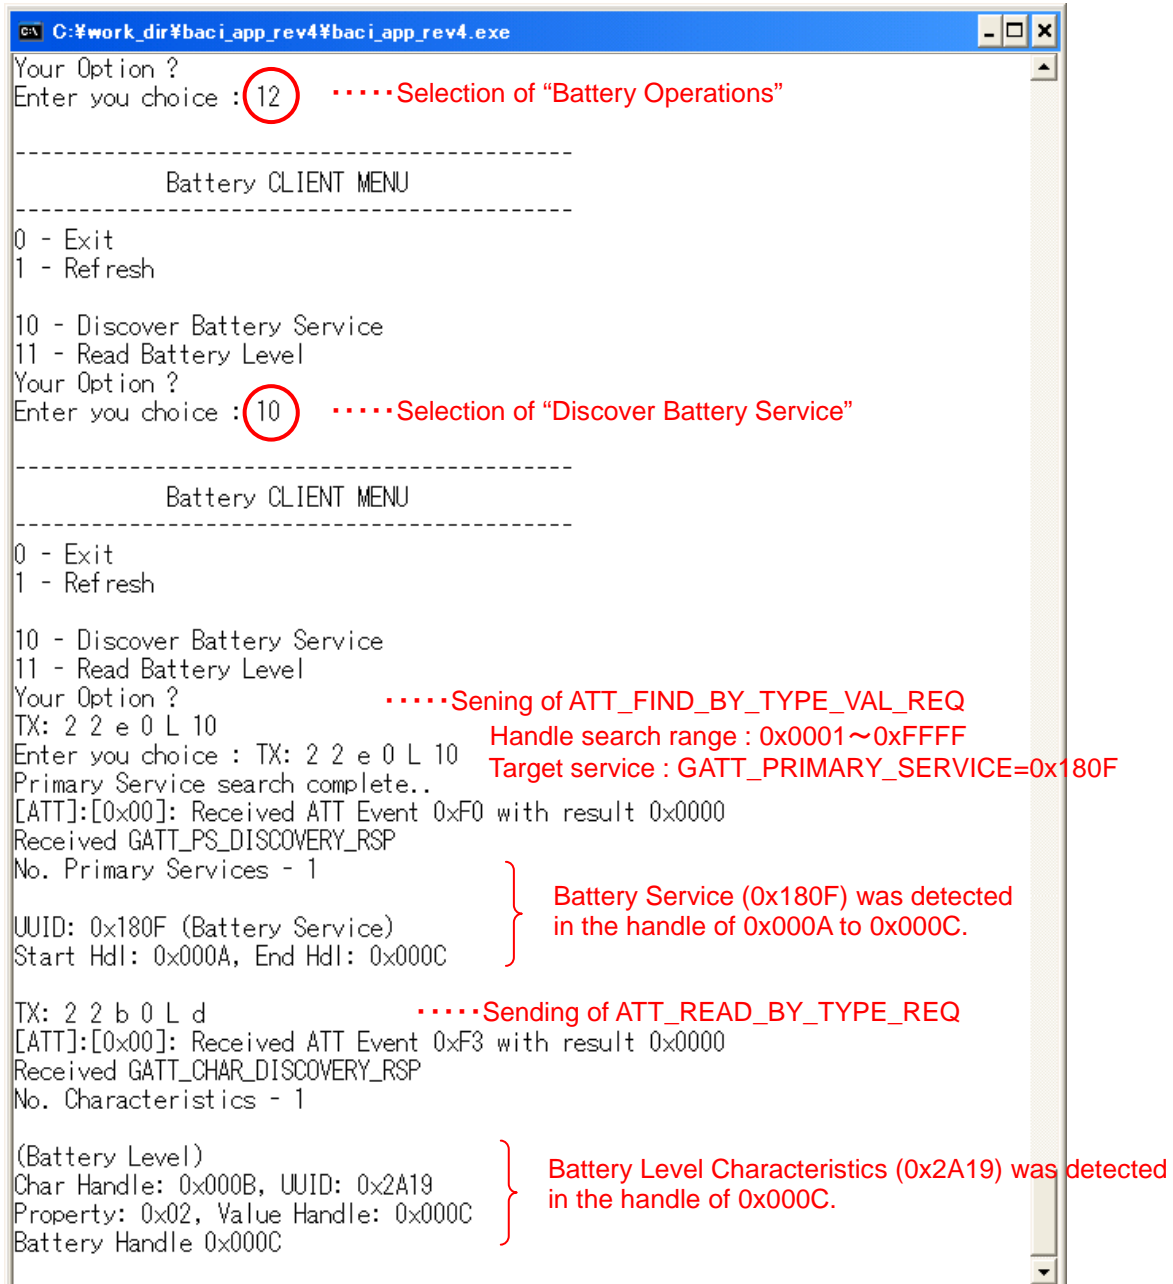 C:¥work_dir¥baci_app_rev4¥baci_app_rev4.exe
Your Option ?
Enter you choice : 12 ・・・・・Selection of “Battery Operations”
-------------------------------------------
Battery CLIENT MENU
-------------------------------------------
0 - Exit
1 - Refresh
10 - Discover Battery Service
11 - Read Battery Level
Your Option ?
Enter you choice : 10 ・・・・・Selection of “Discover Battery Service”
-------------------------------------------
Battery CLIENT MENU
-------------------------------------------
0 - Exit
1 - Refresh
10 - Discover Battery Service
11 - Read Battery Level
Your Option ? ・・・・・Sening of ATT_FIND_BY_TYPE_VAL_REQ
TX: 2 2 e 0 L 10
Handle search range : 0x0001～0xFFFF
Enter you choice : TX: 2 2 e 0 L 10
Target service : GATT_PRIMARY_SERVICE=0x180F
Primary Service search complete..
[ATT]:[0x00]: Received ATT Event 0xF0 with result 0x0000
Received GATT_PS_DISCOVERY_RSP
No. Primary Services - 1
Battery Service (0x180F) was detected
in the handle of 0x000A to 0x000C.
UUID: 0x180F (Battery Service)
Start Hdl: 0x000A, End Hdl: 0x000C
TX: 2 2 b 0 L d ・・・・・Sending of ATT_READ_BY_TYPE_REQ
[ATT]:[0x00]: Received ATT Event 0xF3 with result 0x0000
Received GATT_CHAR_DISCOVERY_RSP
No. Characteristics - 1
(Battery Level)
Char Handle: 0x000B, UUID: 0x2A19
Property: 0x02, Value Handle: 0x000C
Battery Handle 0x000C
Battery Level Characteristics (0x2A19) was detected
in the handle of 0x000C.